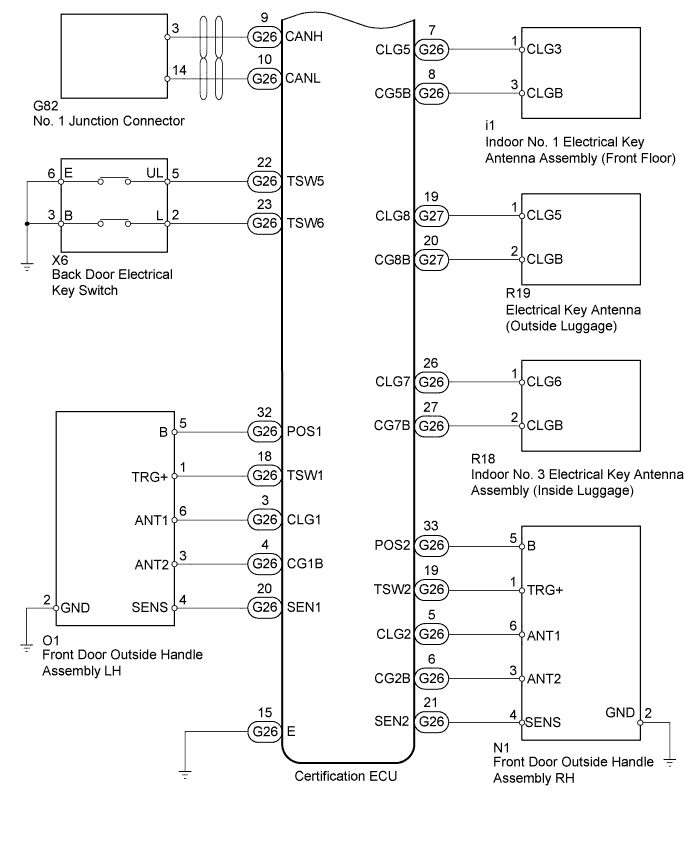 3
9
G26
CANH
14
10
G26
CANL
G82
No. 1 Junction Connector
7
CLG5
G26
1
CLG3
8
CG5B
G26
3
CLGB
i1
Indoor No. 1 Electrical Key
Antenna Assembly (Front Floor)
6
E
UL
5
22
G26
TSW5
3
B
L
2
23
G26
TSW6
X6
Back Door Electrical
Key Switch
19
CLG8
G27
1
CLG5
20
CG8B
G27
2
CLGB
R19
Electrical Key Antenna
(Outside Luggage)
26
CLG7
G26
1
CLG6
27
CG7B
G26
2
CLGB
R18
Indoor No. 3 Electrical Key Antenna
Assembly (Inside Luggage)
B
5
32
G26
POS1
TRG+
1
18
G26
TSW1
ANT1
6
3
G26
CLG1
ANT2
3
4
G26
CG1B
2
GND
SENS
4
20
G26
SEN1
O1
Front Door Outside Handle
Assembly LH
33
POS2
G26
5
B
19
TSW2
G26
1
TRG+
5
CLG2
G26
6
ANT1
6
CG2B
G26
3
ANT2
21
SEN2
G26
4
SENS
GND
2
N1
Front Door Outside Handle
Assembly RH
15
G26
E
Certification ECU